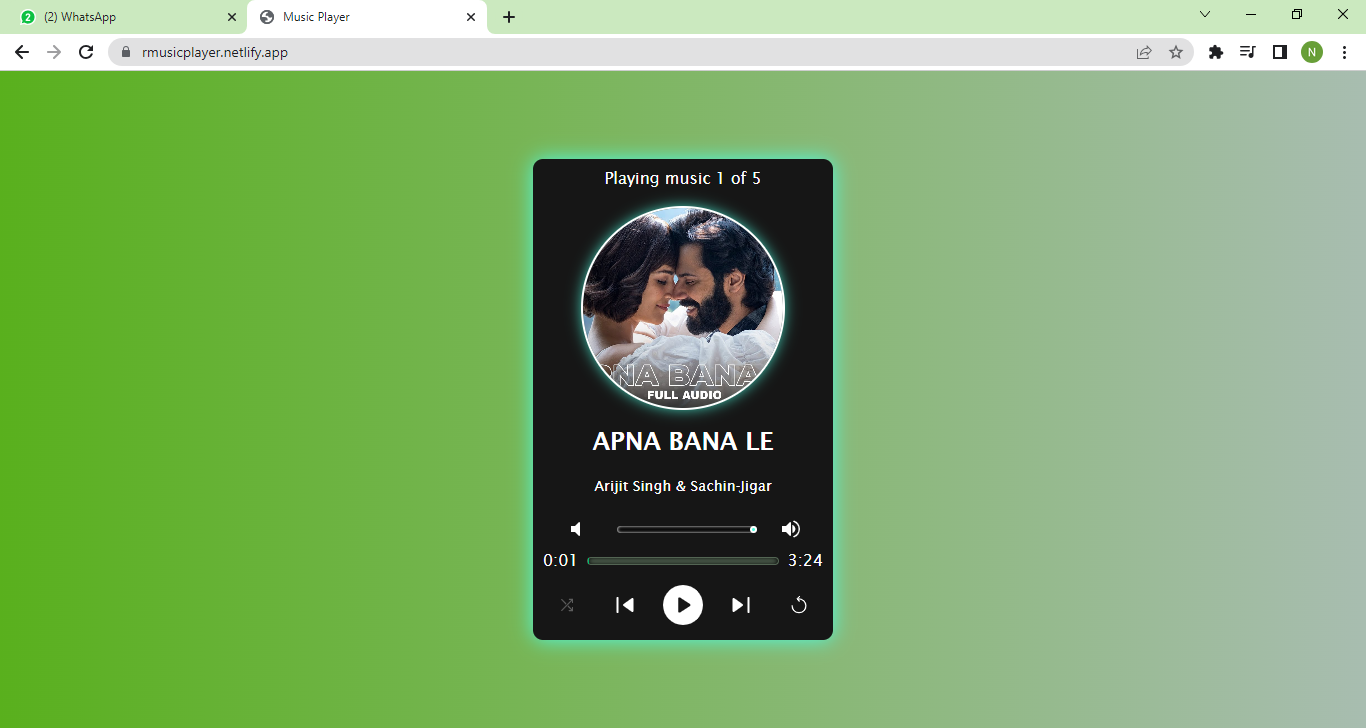 (2) WhatsApp
Music Player
rmusicplayer.netlify.app
N
Playing music 1 of 5
PNA BANA
FULL AUDIO
APNA BANA LE
Arijit Singh & Sachin-Jigar
0:01 3:24